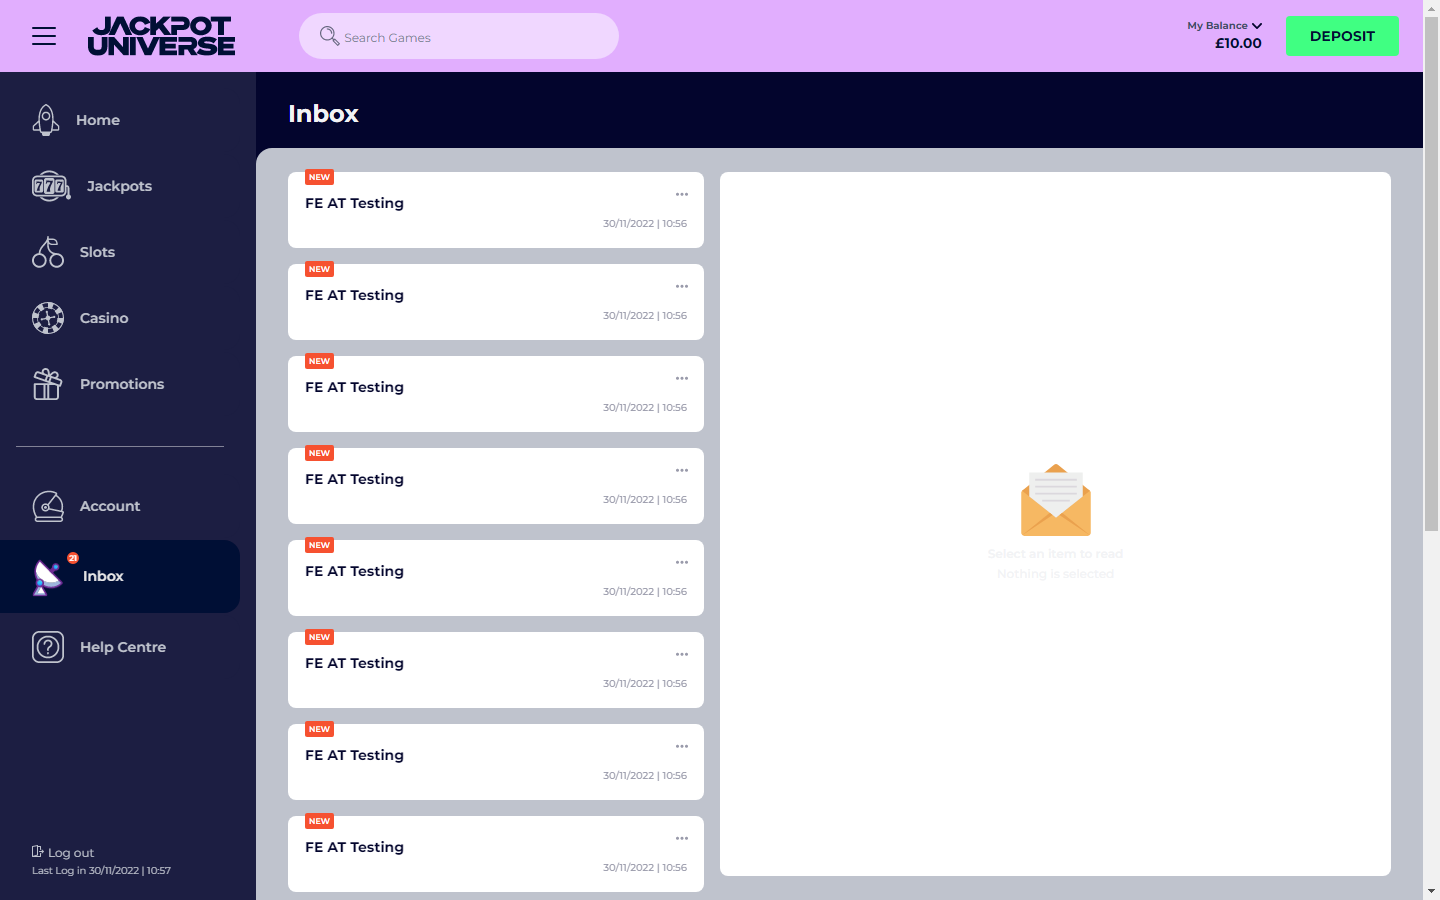 JACKPOT
UNIVERSE
Search Games
My Balance
£10.00
DEPOSIT
Home
Jackpots
Slots
Casino
Promotions
Account
21
Inbox
Help Centre
Log out
Last Log in 30/11/2022 | 10:57
Inbox
NEW
FE AT Testing
30/11/2022 | 10:56
NEW
FE AT Testing
30/11/2022 | 10:56
NEW
FE AT Testing
30/11/2022 | 10:56
NEW
FE AT Testing
30/11/2022 | 10:56
NEW
FE AT Testing
30/11/2022 | 10:56
NEW
FE AT Testing
30/11/2022 | 10:56
NEW
FE AT Testing
30/11/2022 | 10:56
NEW
FE AT Testing
30/11/2022 | 10:56
Select an item to read
Nothing is selected